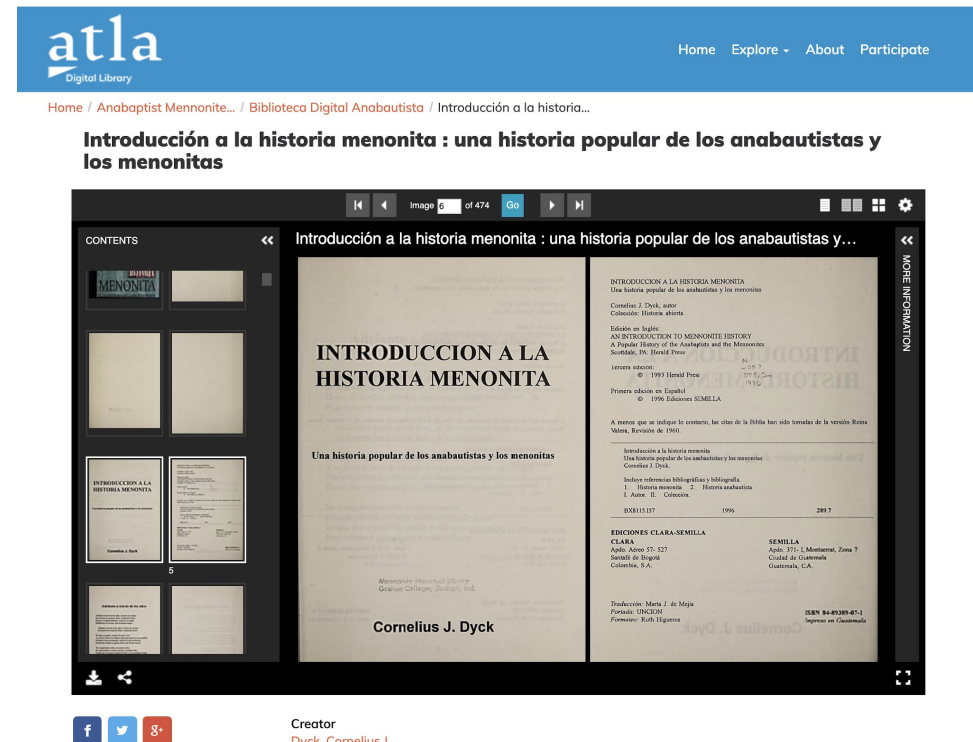 atla
Digital Library
Home Explore About Participate
Home / Anabaptist Mennonite... / Biblioteca Digital Anabautista / Introducción a la historia...
Introducción a la historia menonita : una historia popular de los anabautistas y
los menonitas
Image 6 of 474 Go
CONTENTS
MENONITA
INTRODUCCION A LA
HISTORIA MENONITA
Cornelius J. Dyck
5
Adelante a través de los años
Introducción a la historia menonita : una historia popular de los anabautistas y…
INTRODUCCION A LA
HISTORIA MENONITA
Una historia popular de los anabautistas y los menonitas
Mennonite Historical Library
Goshen College, Goshen, Ind.
Cornelius J. Dyck
INTRODUCCION A LA HISTORIA MENONITA
Una historia popular de los anabautistas y los menonitas
Cornelius J. Dyck, autor
Colección: Historia abierta
Edición en Inglés:
AN INTRODUCTION TO MENNONITE HISTORY
A Popular History of the Anabaptists and the Mennonites
Scottdale, PA: Herald Press
Tercera edición:
© 1993 Herald Press
Primera edición en Español
© 1996 Ediciones SEMILLA
A menos que se indique lo contario, las citas de la Biblia han sido tomadas de la versión Reina
Valera, Revisión de 1960.
Introducción a la historia menonita
Una historia popular de los anabautistas y los menonitas
Cornelius J. Dyck.
Incluye referencias bibliográficas y bibliografía.
1. Historia menonita 2. Historia anabautista
I. Autor. II. Colección.
BX8115.I57 1996 289.7
EDICIONES CLARA-SEMILLA
CLARA
Apdo. Aéreo 57- 527
Santafé de Bogotá
Colombia, S.A.
SEMILLA
Apdo. 371- I, Montserrat, Zona 7
Ciudad de Guatemala
Guatemala, C.A.
Traducción: Marta J. de Mejía
Portada: UNCION
Formateo: Ruth Higueros
ISBN 84-89389-07-1
Impreso en Guatemala
MORE INFORMATION
Creator
Dyck, Cornelius J.